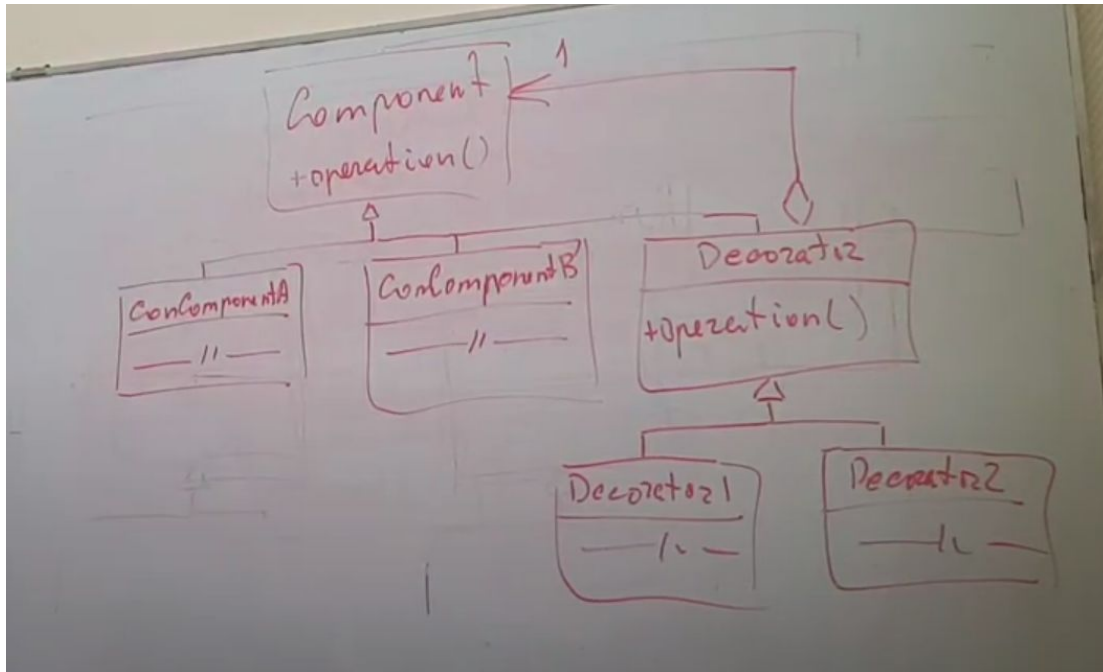 Component
1
+operation()
ConComponentA
— // —
ConComponentB
— // —
Decorator
+operation()
Decorator1
— // —
Decorator2
— // —